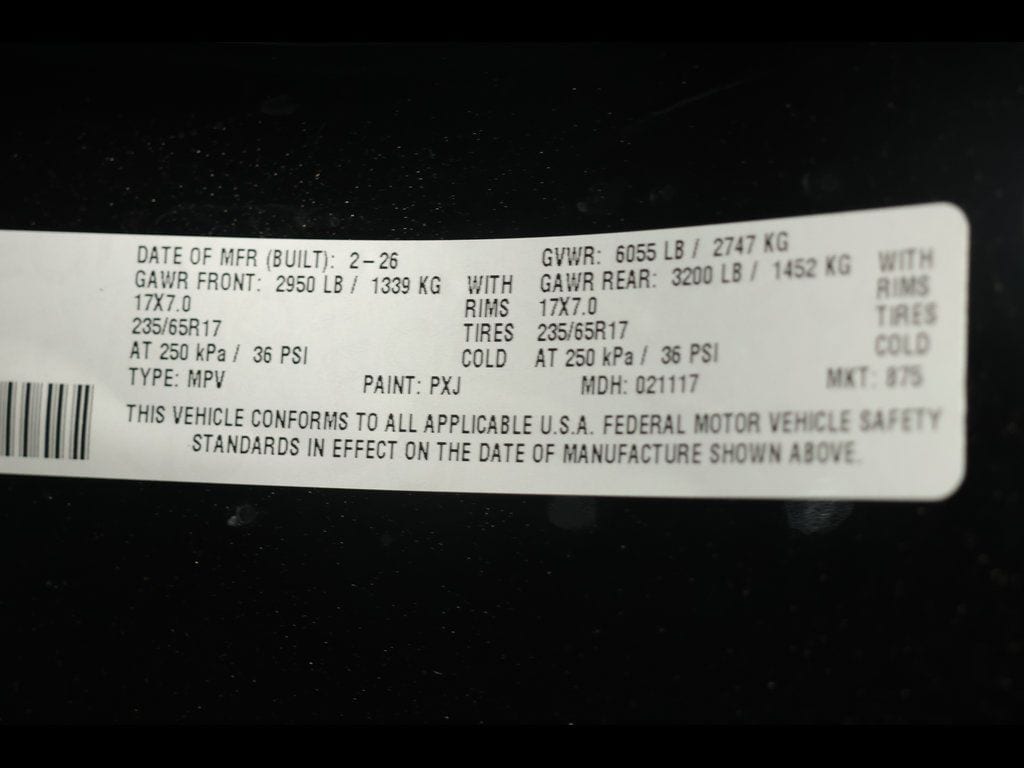 DATE OF MFR (BUILT): 2-26 GVWR: 6055 LB / 2747 KG
GAWR FRONT: 2950 LB / 1339 KG WITH GAWR REAR: 3200 LB / 1452 KG WITH
17X7.0 RIMS 17X7.0 RIMS
235/65R17 TIRES 235/65R17 TIRES
AT 250 kPa / 36 PSI COLD AT 250 kPa / 36 PSI COLD
TYPE: MPV PAINT: PXJ MDH: 021117 MKT: 875
THIS VEHICLE CONFORMS TO ALL APPLICABLE U.S.A. FEDERAL MOTOR VEHICLE SAFETY
STANDARDS IN EFFECT ON THE DATE OF MANUFACTURE SHOWN ABOVE.